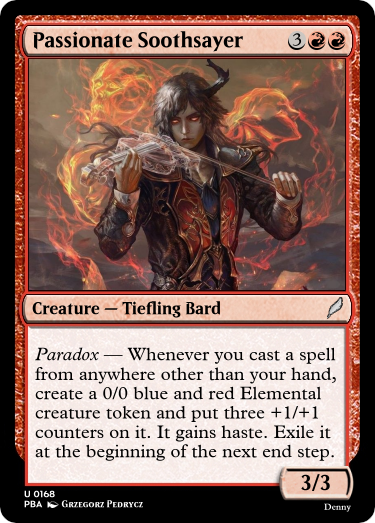 Passionate Soothsayer 3
Creature — Tiefling Bard
Paradox — Whenever you cast a spell
from anywhere other than your hand,
create a 0/0 blue and red Elemental
creature token and put three +1/+1
counters on it. It gains haste. Exile it
at the beginning of the next end step.
3/3
U 0168
PBA Grzegorz Pedrycz
Denny